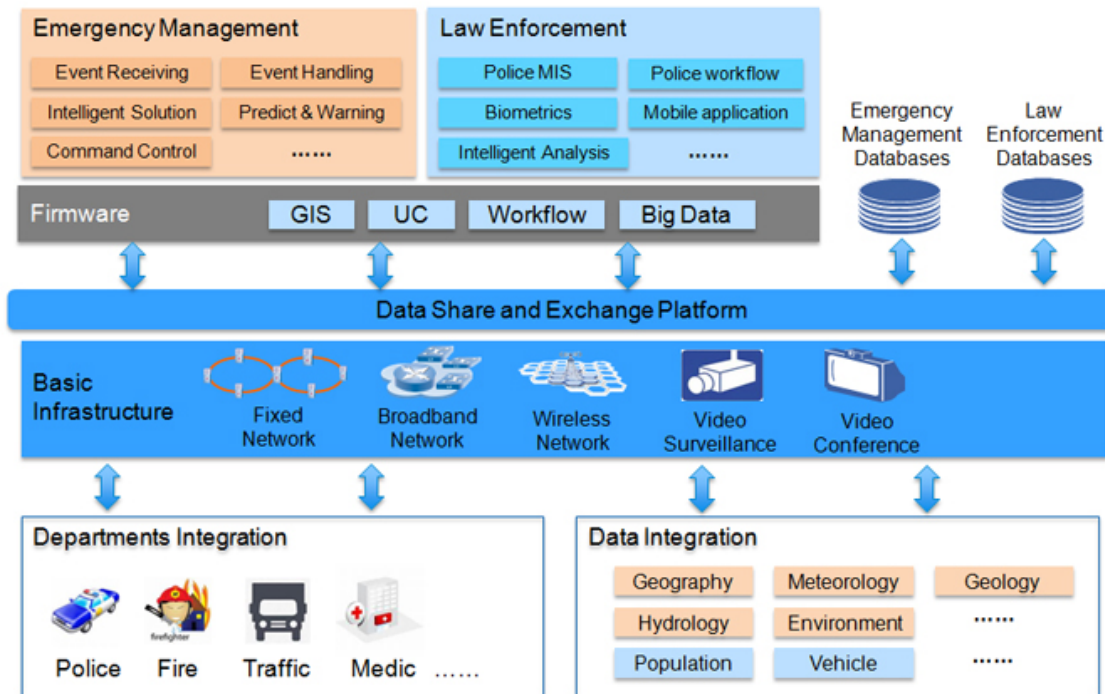 Emergency Management
Event Receiving
Event Handling
Intelligent Solution
Predict & Warning
Command Control
......
Law Enforcement
Police MIS
Police workflow
Biometrics
Mobile application
Intelligent Analysis
......
Emergency
Management
Databases
Law
Enforcement
Databases
Firmware
GIS
UC
Workflow
Big Data
Data Share and Exchange Platform
Basic
Infrastructure
Fixed
Network
Broadband
Network
Wireless
Network
Video
Surveillance
Video
Conference
Departments Integration
firefighter
Police
Fire
Traffic
Medic
......
Data Integration
Geography
Meteorology
Geology
Hydrology
Environment
......
Population
Vehicle
......